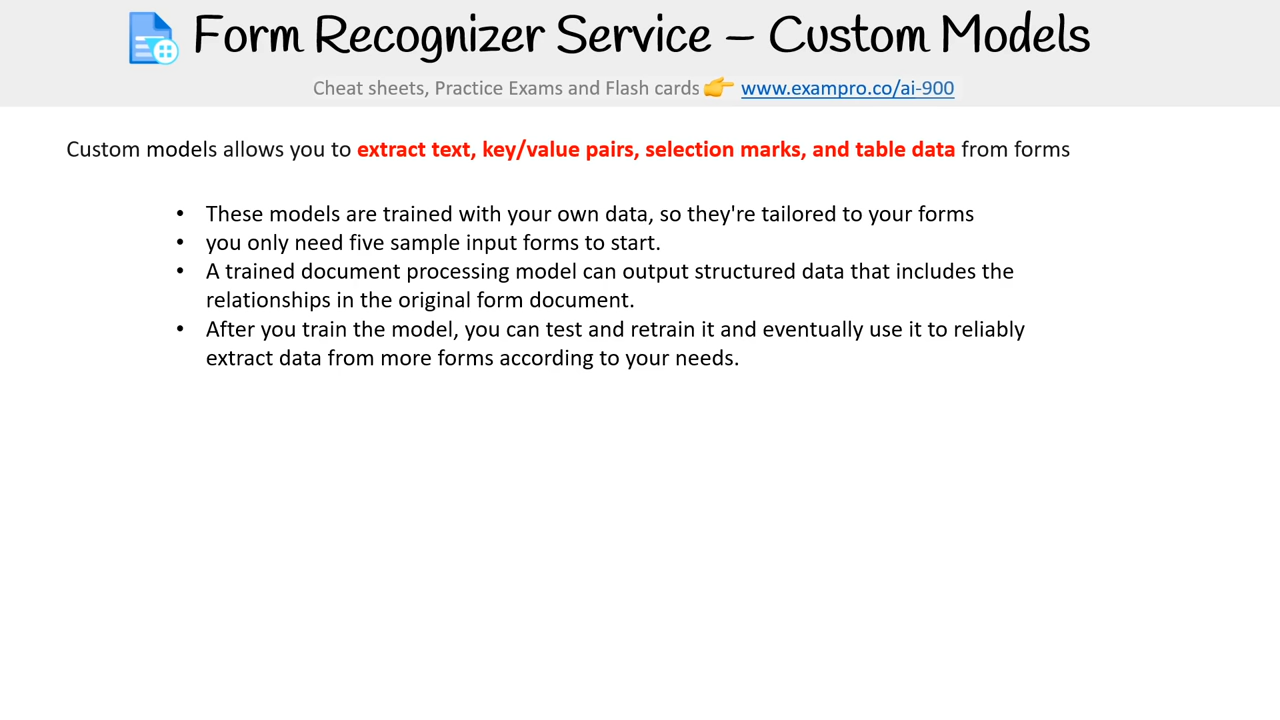 Form Recognizer Service – Custom Models
Cheat sheets, Practice Exams and Flash cards 👉 www.exampro.co/ai-900
Custom models allows you to extract text, key/value pairs, selection marks, and table data from forms
• These models are trained with your own data, so they're tailored to your forms
• you only need five sample input forms to start.
• A trained document processing model can output structured data that includes the
relationships in the original form document.
• After you train the model, you can test and retrain it and eventually use it to reliably
extract data from more forms according to your needs.